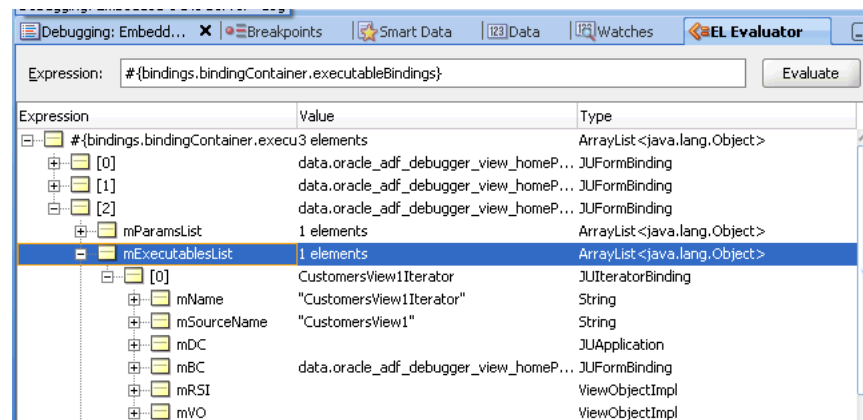 Debugging: Embedd... Breakpoints Smart Data 123 Data Watches EL Evaluator
Expression: #{bindings.bindingContainer.executableBindings} Evaluate
Expression Value Type
#{bindings.bindingContainer.execu 3 elements ArrayList<java.lang.Object>
[0] data.oracle_adf_debugger_view_homeP... JUFormBinding
[1] data.oracle_adf_debugger_view_homeP... JUFormBinding
[2] data.oracle_adf_debugger_view_homeP... JUFormBinding
mParamsList 1 elements ArrayList<java.lang.Object>
mExecutablesList 1 elements ArrayList<java.lang.Object>
[0] CustomersView1Iterator JUIteratorBinding
mName "CustomersView1Iterator" String
mSourceName "CustomersView1" String
mDC JUApplication
mBC data.oracle_adf_debugger_view_homeP... JUFormBinding
mRSI ViewObjectImpl
mVO ViewObjectImpl